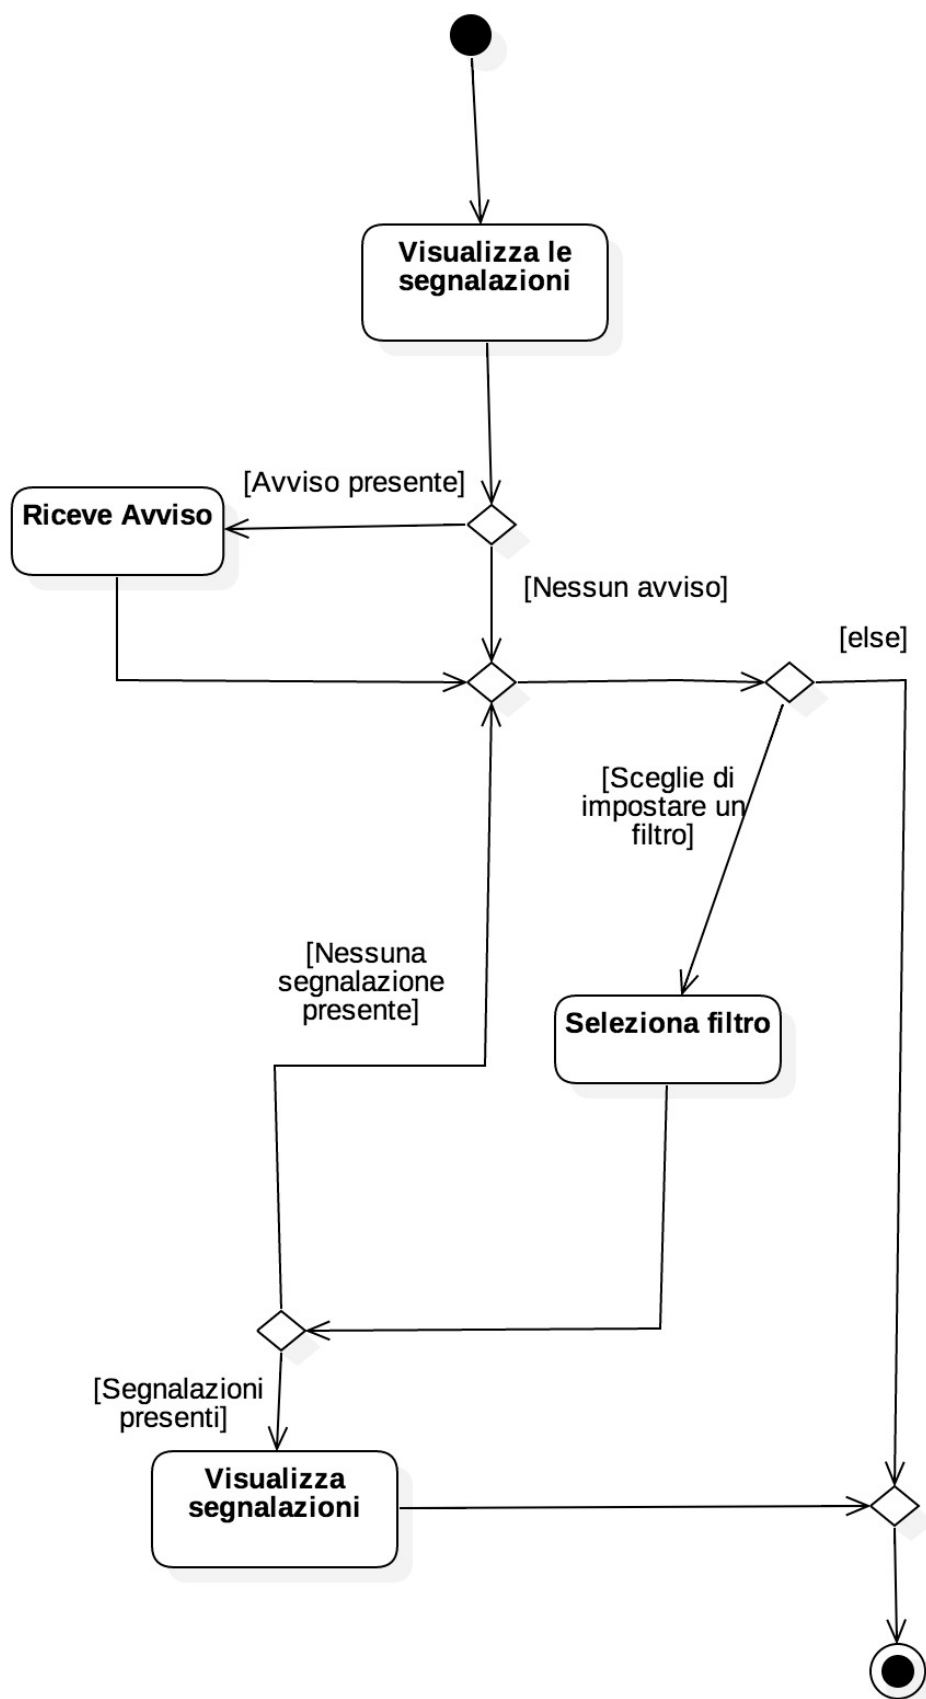 Visualizza le
segnalazioni
[Avviso presente]
Riceve Avviso
[Nessun avviso]
[else]
[Sceglie di
impostare un
filtro]
[Nessuna
segnalazione
presente]
Seleziona filtro
[Segnalazioni
presenti]
Visualizza
segnalazioni